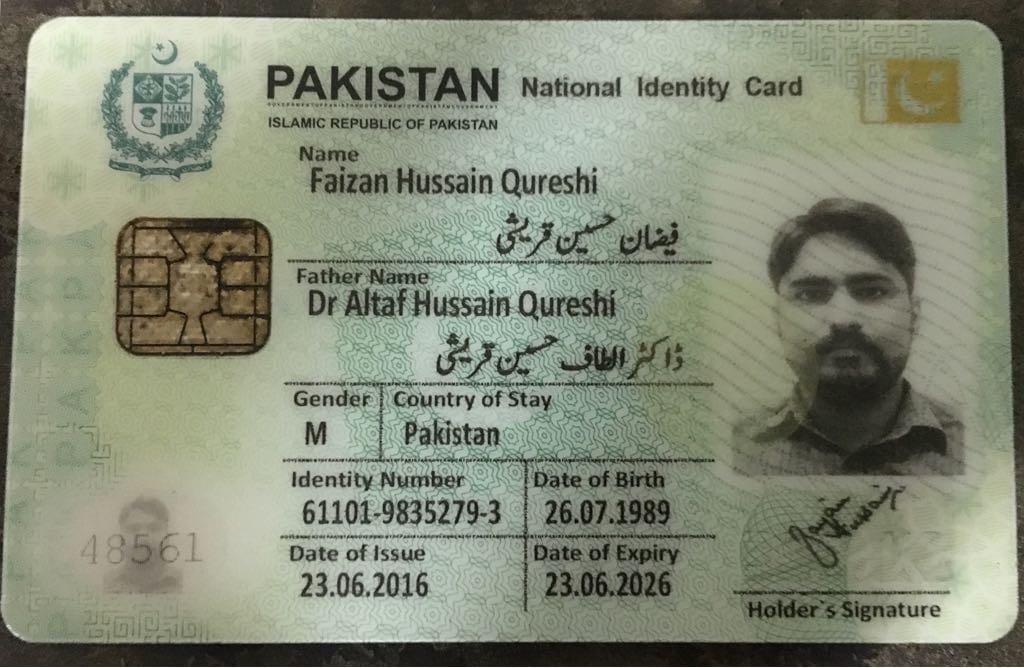 PAKISTAN National Identity Card
ISLAMIC REPUBLIC OF PAKISTAN
Name
Faizan Hussain Qureshi
فیضان حسین قریشی
Father Name
Dr Altaf Hussain Qureshi
ڈاکٹر الطاف حسین قریشی
Gender Country of Stay
M Pakistan
Identity Number Date of Birth
61101-9835279-3 26.07.1989
Date of Issue Date of Expiry
23.06.2016 23.06.2026
48561
Holder`s Signature